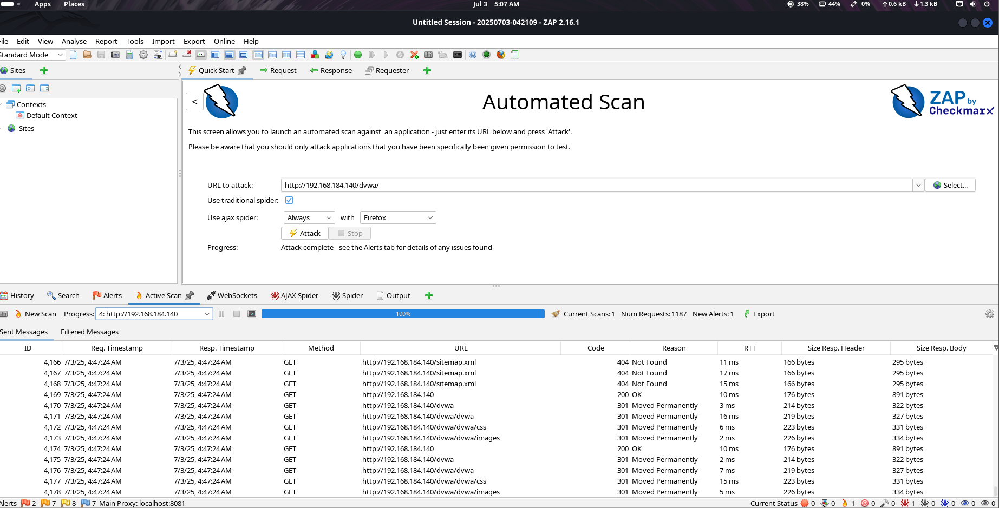 Apps Places Jul 3 5:07 AM 38% 44% 0% 0.6 kB 1.3 kB
Untitled Session - 20250703-042109 - ZAP 2.16.1
File Edit View Analyse Report Tools Import Export Online Help
Standard Mode
Sites Quick Start Request Response Requester
< Automated Scan ZAP by Checkmarx
Contexts
Default Context
Sites
This screen allows you to launch an automated scan against an application - just enter its URL below and press 'Attack'.
Please be aware that you should only attack applications that you have been specifically been given permission to test.
URL to attack: http://192.168.184.140/dvwa/ Select...
Use traditional spider:
Use ajax spider: Always with Firefox
Attack Stop
Progress: Attack complete - see the Alerts tab for details of any issues found
History Search Alerts Active Scan WebSockets AJAX Spider Spider Output
New Scan Progress: 4: http://192.168.184.140 100% Current Scans: 1 Num Requests: 1187 New Alerts: 1 Export
Sent Messages Filtered Messages
ID Req. Timestamp Resp. Timestamp Method URL Code Reason RTT Size Resp. Header Size Resp. Body
4,166 7/3/25, 4:47:24 AM 7/3/25, 4:47:24 AM GET http://192.168.184.140/sitemap.xml 404 Not Found 11 ms 166 bytes 295 bytes
4,167 7/3/25, 4:47:24 AM 7/3/25, 4:47:24 AM GET http://192.168.184.140/sitemap.xml 404 Not Found 17 ms 166 bytes 295 bytes
4,168 7/3/25, 4:47:24 AM 7/3/25, 4:47:24 AM GET http://192.168.184.140/sitemap.xml 404 Not Found 15 ms 166 bytes 295 bytes
4,169 7/3/25, 4:47:24 AM 7/3/25, 4:47:24 AM GET http://192.168.184.140 200 OK 10 ms 176 bytes 891 bytes
4,170 7/3/25, 4:47:24 AM 7/3/25, 4:47:24 AM GET http://192.168.184.140/dvwa 301 Moved Permanently 3 ms 214 bytes 322 bytes
4,171 7/3/25, 4:47:24 AM 7/3/25, 4:47:24 AM GET http://192.168.184.140/dvwa/dvwa 301 Moved Permanently 16 ms 219 bytes 327 bytes
4,172 7/3/25, 4:47:24 AM 7/3/25, 4:47:24 AM GET http://192.168.184.140/dvwa/dvwa/css 301 Moved Permanently 6 ms 223 bytes 331 bytes
4,173 7/3/25, 4:47:24 AM 7/3/25, 4:47:24 AM GET http://192.168.184.140/dvwa/dvwa/images 301 Moved Permanently 2 ms 226 bytes 334 bytes
4,174 7/3/25, 4:47:24 AM 7/3/25, 4:47:24 AM GET http://192.168.184.140 200 OK 10 ms 176 bytes 891 bytes
4,175 7/3/25, 4:47:24 AM 7/3/25, 4:47:24 AM GET http://192.168.184.140/dvwa 301 Moved Permanently 2 ms 214 bytes 322 bytes
4,176 7/3/25, 4:47:24 AM 7/3/25, 4:47:24 AM GET http://192.168.184.140/dvwa/dvwa 301 Moved Permanently 7 ms 219 bytes 327 bytes
4,177 7/3/25, 4:47:24 AM 7/3/25, 4:47:24 AM GET http://192.168.184.140/dvwa/dvwa/css 301 Moved Permanently 15 ms 223 bytes 331 bytes
4,178 7/3/25, 4:47:24 AM 7/3/25, 4:47:24 AM GET http://192.168.184.140/dvwa/dvwa/images 301 Moved Permanently 5 ms 226 bytes 334 bytes
Alerts 2 7 8 7 Main Proxy: localhost:8081 Current Status 0 0 1 0 0 1 0 0 0 0